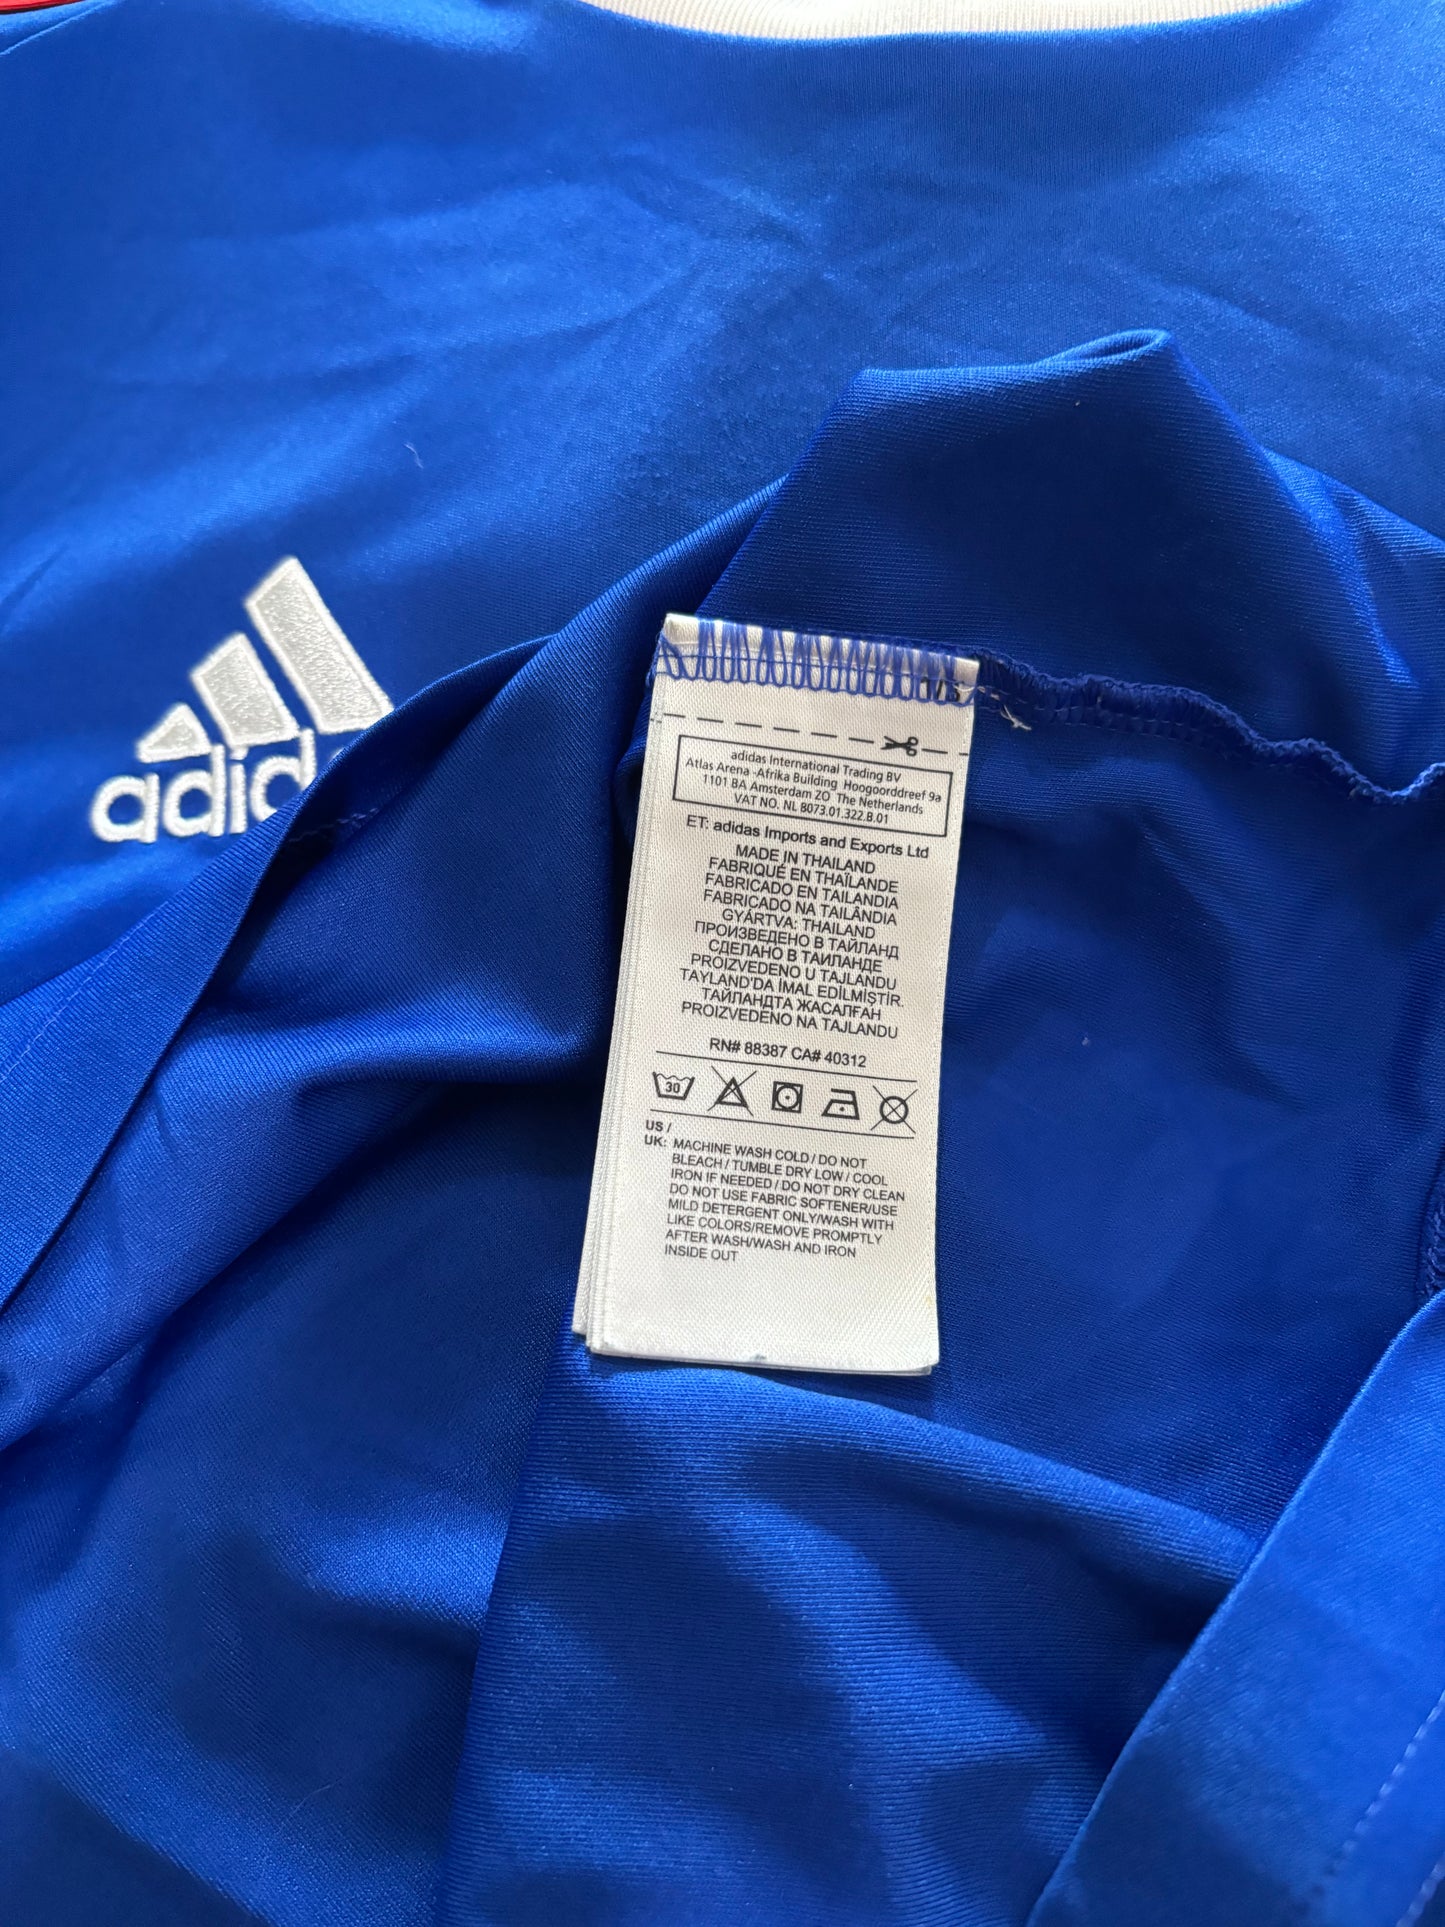 adidas
1/5
adidas International Trading BV
Atlas Arena -Afrika Building Hoogoorddreef 9a
1101 BA Amsterdam ZO The Netherlands
VAT NO. NL 8073.01.322.B.01
ET: adidas Imports and Exports Ltd
MADE IN THAILAND
FABRIQUÉ EN THAÏLANDE
FABRICADO EN TAILANDIA
FABRICADO NA TAILÂNDIA
GYÁRTVA: THAILAND
ПРОИЗВЕДЕНО В ТАЙЛАНД
СДЕЛАНО В ТАИЛАНДЕ
PROIZVEDENO U TAJLANDU
TAYLAND'DA İMAL EDİLMİŞTİR.
ТАЙЛАНДТА ЖАСАЛҒАН
PROIZVEDENO NA TAJLANDU
RN# 88387 CA# 40312
30
US /
UK: MACHINE WASH COLD / DO NOT
BLEACH / TUMBLE DRY LOW / COOL
IRON IF NEEDED / DO NOT DRY CLEAN
DO NOT USE FABRIC SOFTENER/USE
MILD DETERGENT ONLY/WASH WITH
LIKE COLORS/REMOVE PROMPTLY
AFTER WASH/WASH AND IRON
INSIDE OUT